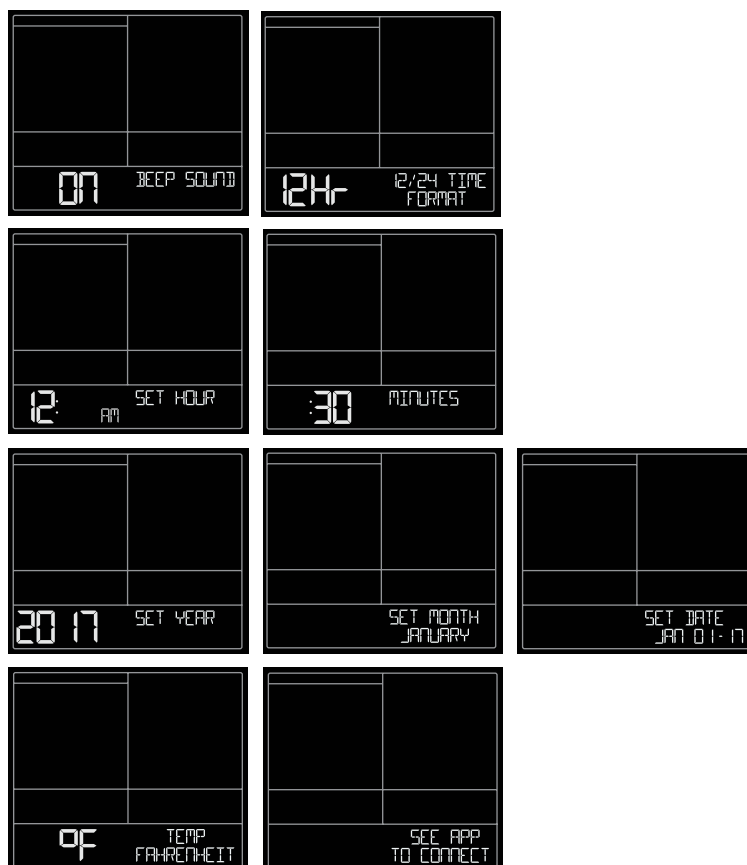 ON BEEP SOUND
12Hr 12/24 TIME
FORMAT
12: AM SET HOUR
:30 MINUTES
2017 SET YEAR
SET MONTH
JANUARY
SET DATE
JAN 01-17
°F TEMP
FAHRENHEIT
SEE APP
TO CONNECT